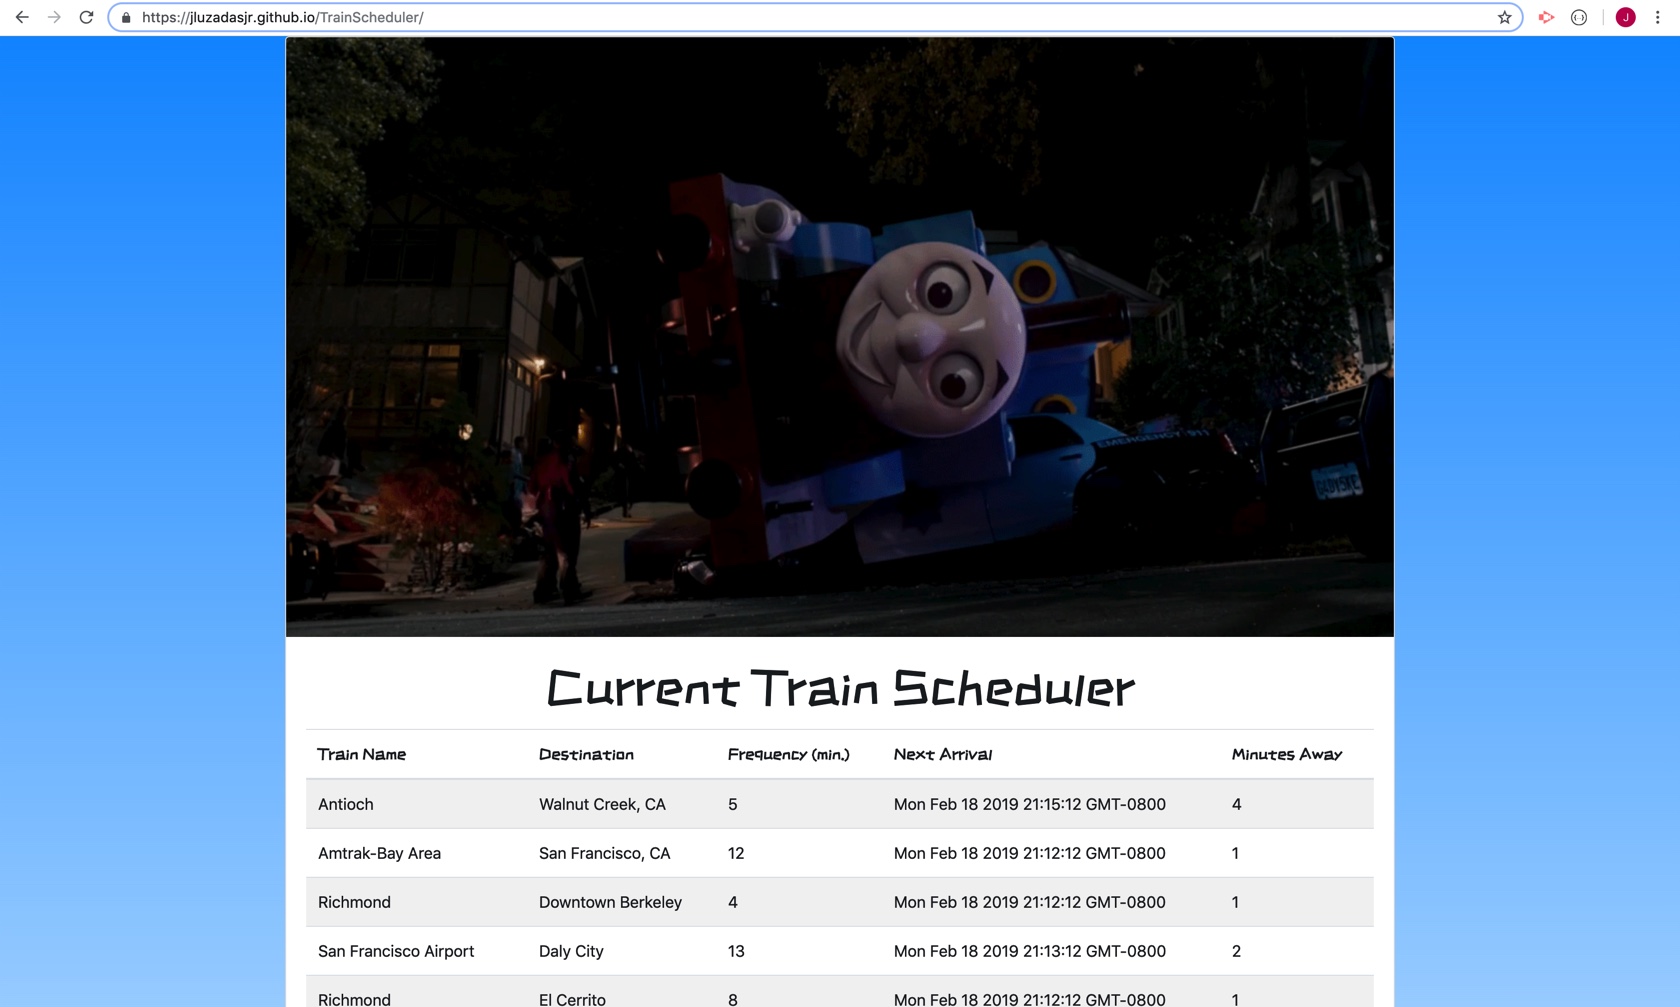 https://jluzadasjr.github.io/TrainScheduler/
J
EMERGENCY 911
Current Train Scheduler
Train Name Destination Frequency (min.) Next Arrival Minutes Away
Antioch Walnut Creek, CA 5 Mon Feb 18 2019 21:15:12 GMT-0800 4
Amtrak-Bay Area San Francisco, CA 12 Mon Feb 18 2019 21:12:12 GMT-0800 1
Richmond Downtown Berkeley 4 Mon Feb 18 2019 21:12:12 GMT-0800 1
San Francisco Airport Daly City 13 Mon Feb 18 2019 21:13:12 GMT-0800 2
Richmond El Cerrito 8 Mon Feb 18 2019 21:12:12 GMT-0800 1